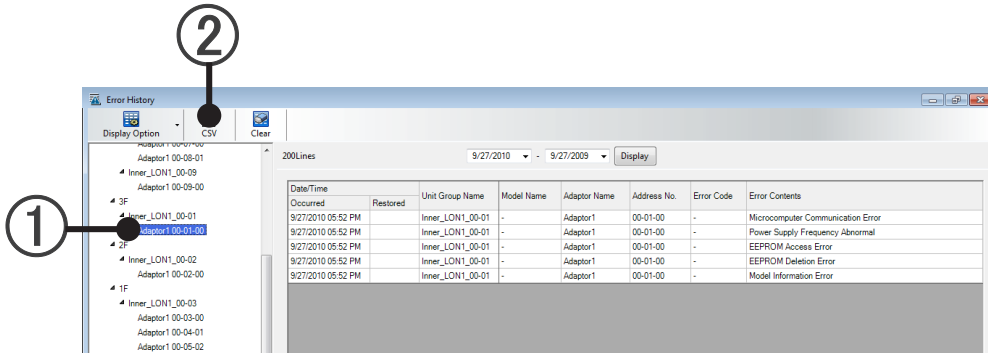 2
Error History
Display Option CSV Clear
Adaptor1 00-07-00
Adaptor1 00-08-01
Inner_LON1_00-09
Adaptor1 00-09-00
3F
Inner_LON1_00-01
1
Adaptor1 00-01-00
2F
Inner_LON1_00-02
Adaptor1 00-02-00
1F
Inner_LON1_00-03
Adaptor1 00-03-00
Adaptor1 00-04-01
Adaptor1 00-05-02
200Lines 9/27/2010 - 9/27/2009 Display
Date/Time Unit Group Name Model Name Adaptor Name Address No. Error Code Error Contents
Occurred Restored
9/27/2010 05:52 PM Inner_LON1_00-01 - Adaptor1 00-01-00 - Microcomputer Communication Error
9/27/2010 05:52 PM Inner_LON1_00-01 - Adaptor1 00-01-00 - Power Supply Frequency Abnormal
9/27/2010 05:52 PM Inner_LON1_00-01 - Adaptor1 00-01-00 - EEPROM Access Error
9/27/2010 05:52 PM Inner_LON1_00-01 - Adaptor1 00-01-00 - EEPROM Deletion Error
9/27/2010 05:52 PM Inner_LON1_00-01 - Adaptor1 00-01-00 - Model Information Error